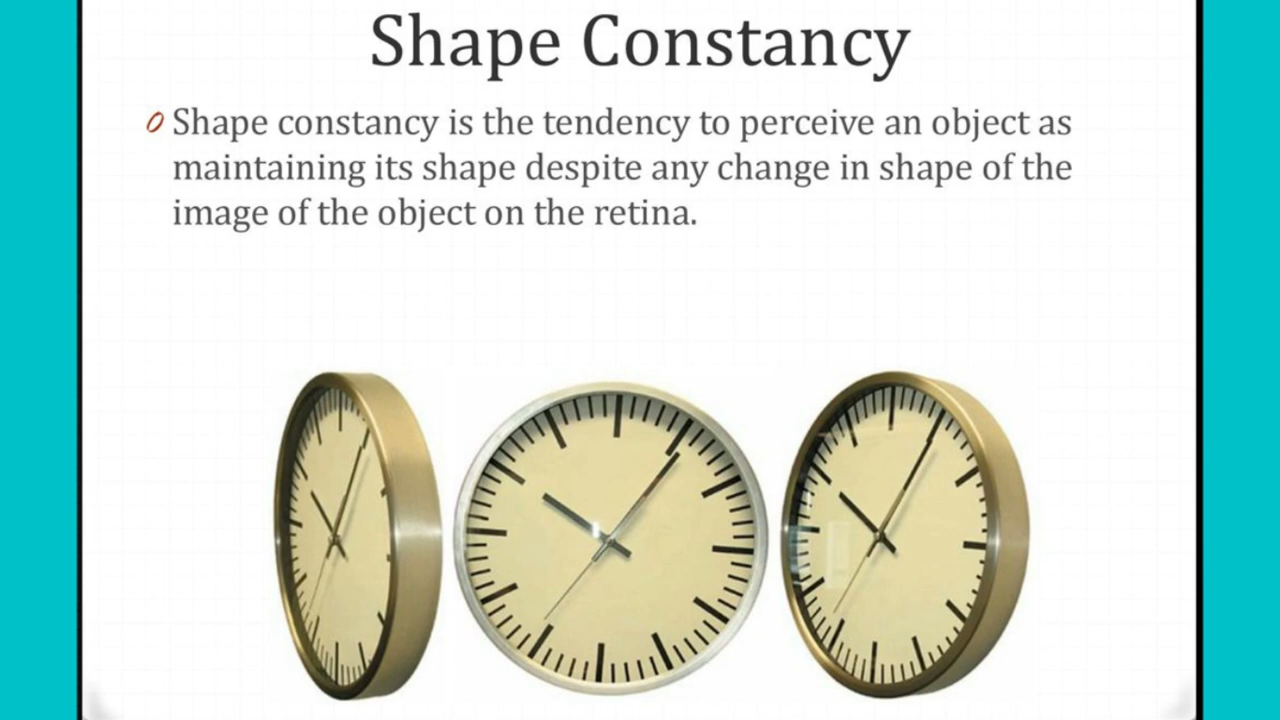 Shape Constancy
Shape constancy is the tendency to perceive an object as
maintaining its shape despite any change in shape of the
image of the object on the retina.